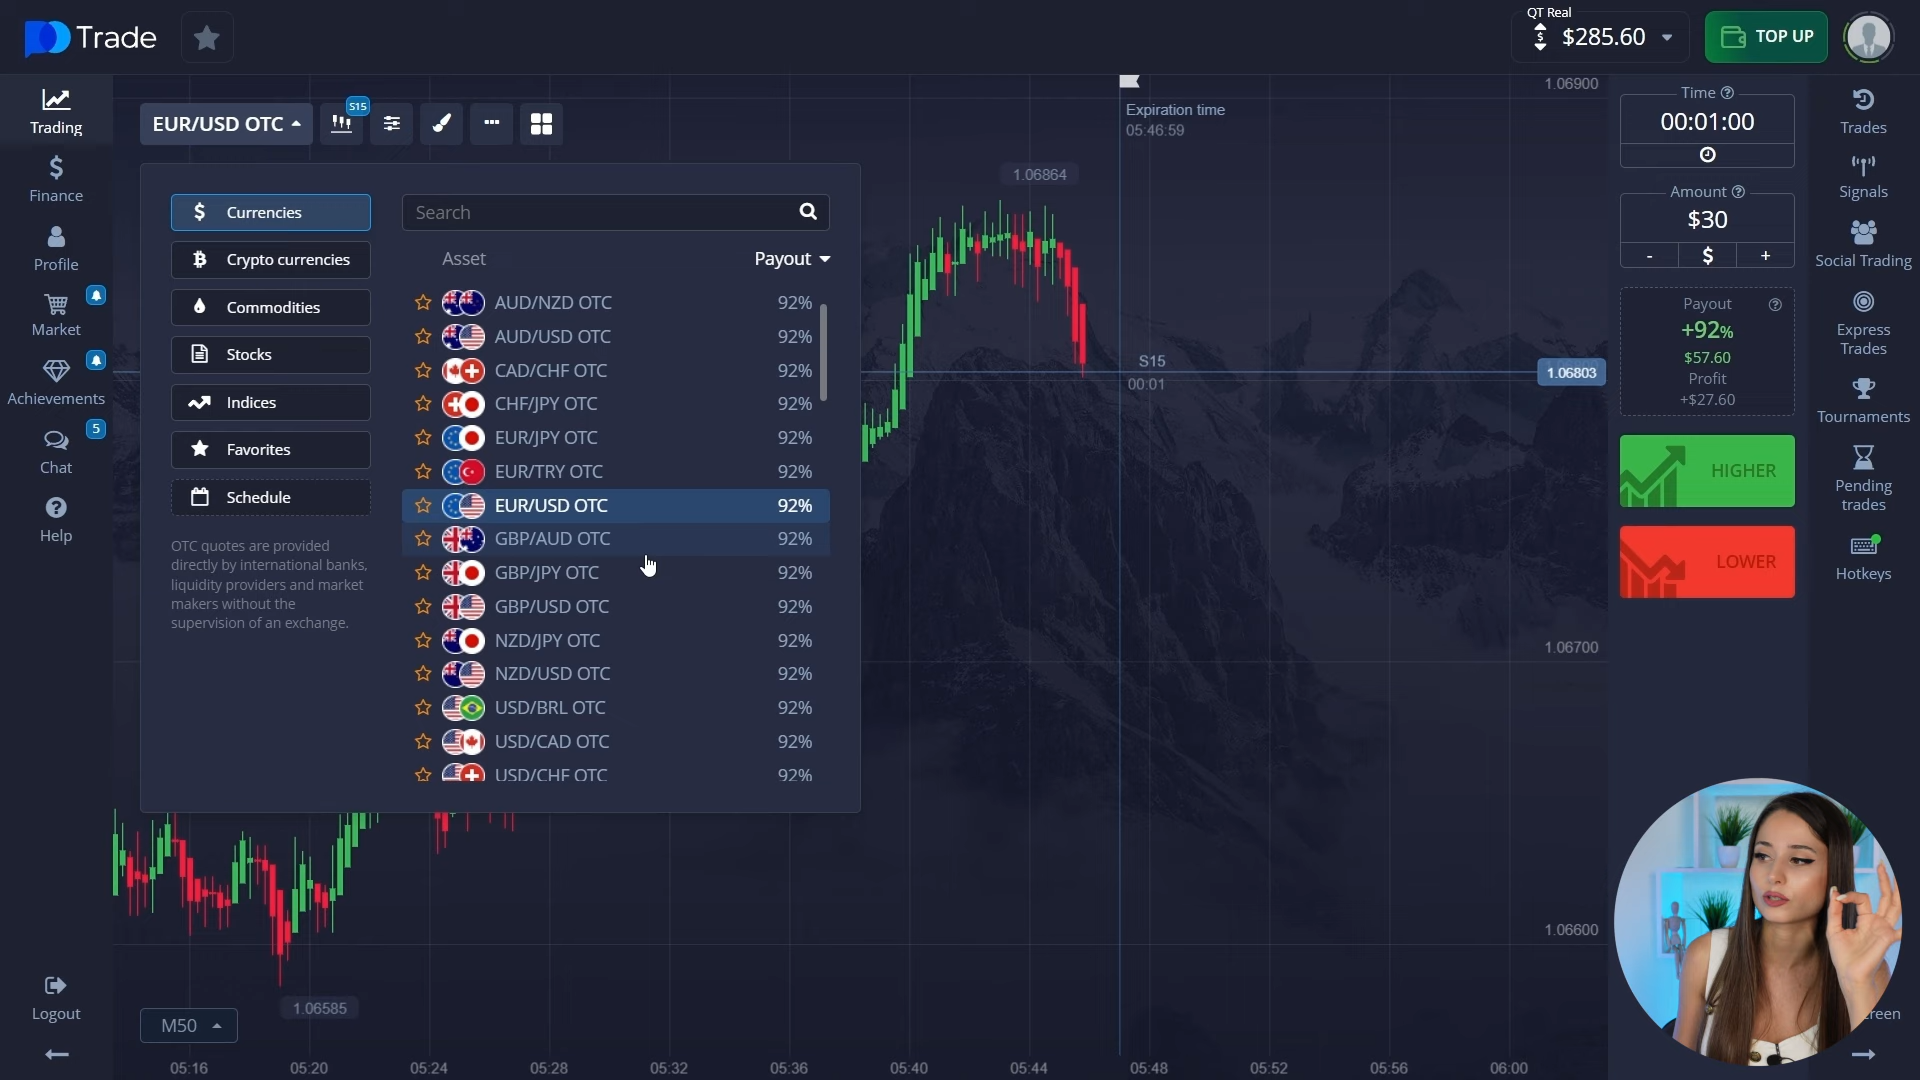 Trade
QT Real
$285.60
TOP UP
Trading
Finance
Profile
Market
Achievements
5
Chat
Help
Logout
EUR/USD OTC
S15
Currencies
Crypto currencies
Commodities
Stocks
Indices
Favorites
Schedule
OTC quotes are provided
directly by international banks,
liquidity providers and market
makers without the
supervision of an exchange.
Search
Asset Payout
AUD/NZD OTC 92%
AUD/USD OTC 92%
CAD/CHF OTC 92%
CHF/JPY OTC 92%
EUR/JPY OTC 92%
EUR/TRY OTC 92%
EUR/USD OTC 92%
GBP/AUD OTC 92%
GBP/JPY OTC 92%
GBP/USD OTC 92%
NZD/JPY OTC 92%
NZD/USD OTC 92%
USD/BRL OTC 92%
USD/CAD OTC 92%
USD/CHF OTC 92%
Expiration time
05:46:59
1.06864
S15
00:01
1.06900
1.06803
1.06700
1.06600
1.06585
M50
05:16 05:20 05:24 05:28 05:32 05:36 05:40 05:44 05:48 05:52 05:56 06:00
Time
00:01:00
Amount
$30
- $ +
Payout
+92%
$57.60
Profit
+$27.60
HIGHER
LOWER
Trades
Signals
Social Trading
Express
Trades
Tournaments
Pending
trades
Hotkeys